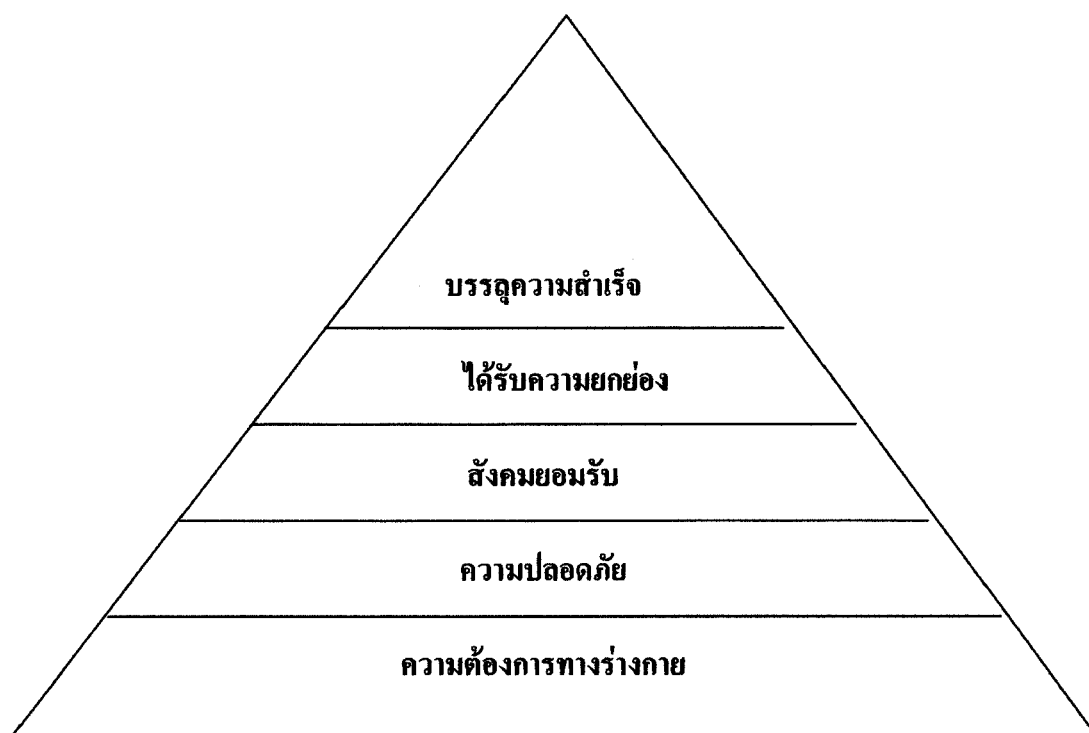 บรรลุความสำเร็จ
ได้รับความยกย่อง
สังคมยอมรับ
ความปลอดภัย
ความต้องการทางร่างกาย